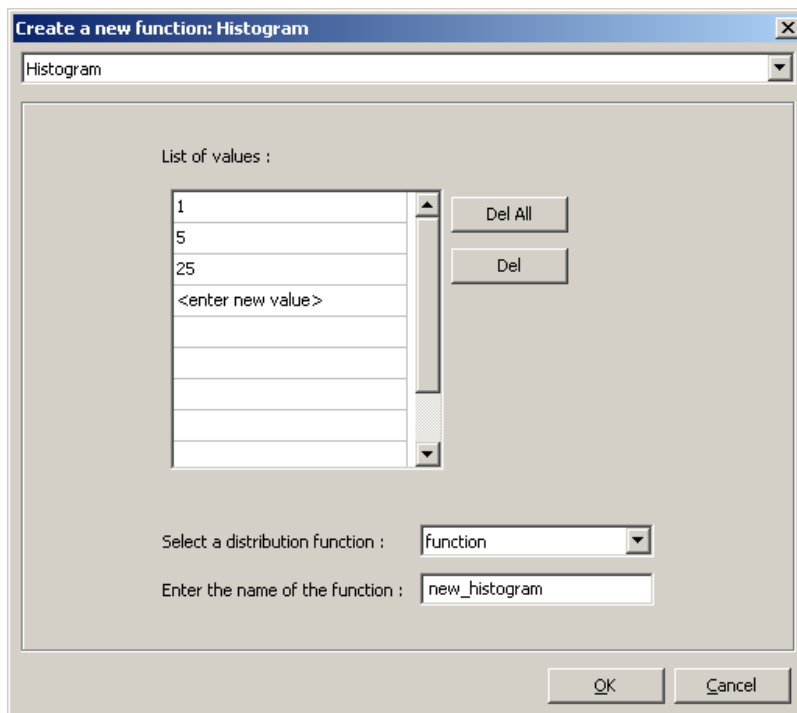 Create a new function: Histogram
Histogram
List of values :
1
5
25
<enter new value>
Del All
Del
Select a distribution function :
function
Enter the name of the function :
new_histogram
OK
Cancel